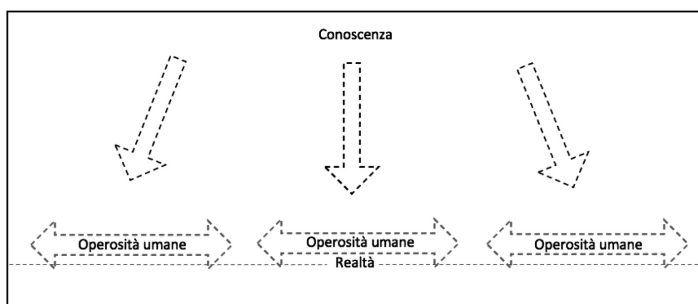 Conoscenza
Operosità umane
Operosità umane
Operosità umane
Realtà